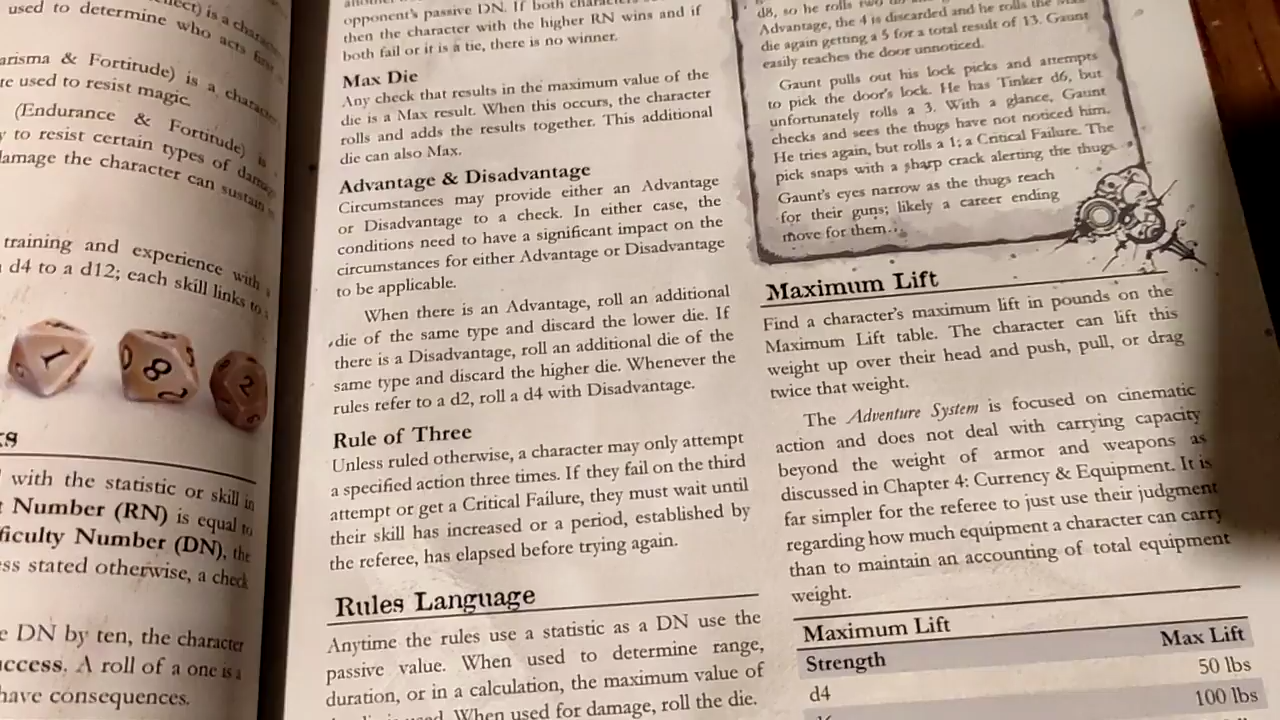 used to determine who acts first
arisma & Fortitude) is a
re used to resist magic.
(Endurance & Fortitude) is
y to resist certain types of
damage the character can sustain
training and experience with
d4 to a d12; each skill links to
1
8
2
with the statistic or skill in
Number (RN) is equal to
Difficulty Number (DN), the
stated otherwise, a check
DN by ten, the character
A roll of a one is a
have consequences.
opponent's passive DN. If both
then the character with the higher RN wins and if
both fail or it is a tie, there is no winner.
Max Die
Any check that results in the maximum value of the
die is a Max result. When this occurs, the character
rolls and adds the results together. This additional
die can also Max.
Advantage & Disadvantage
Circumstances may provide either an Advantage
or Disadvantage to a check. In either case, the
conditions need to have a significant impact on the
circumstances for either Advantage or Disadvantage
to be applicable.
When there is an Advantage, roll an additional
die of the same type and discard the lower die. If
there is a Disadvantage, roll an additional die of the
same type and discard the higher die. Whenever the
rules refer to a d2, roll a d4 with Disadvantage.
Rule of Three
Unless ruled otherwise, a character may only attempt
a specified action three times. If they fail on the third
attempt or get a Critical Failure, they must wait until
their skill has increased or a period, established by
the referee, has elapsed before trying again.
Rules Language
Anytime the rules use a statistic as a DN use the
passive value. When used to determine range,
duration, or in a calculation, the maximum value of
used. When used for damage, roll the die.
d8, so he rolls two
Advantage, the 4 is discarded and he rolls the
die again getting a 5 for a total result of 13. Gaunt
easily reaches the door unnoticed.
Gaunt pulls out his lock picks and attempts
to pick the door's lock. He has Tinker d6, but
unfortunately rolls a 3. With a glance, Gaunt
checks and sees the thugs have not noticed him.
He tries again, but rolls a 1; a Critical Failure. The
pick snaps with a sharp crack alerting the thugs.
Gaunt's eyes narrow as the thugs reach
for their guns; likely a career ending
move for them...
Maximum Lift
Find a character's maximum lift in pounds on the
Maximum Lift table. The character can lift this
weight up over their head and push, pull, or drag
twice that weight.
The Adventure System is focused on cinematic
action and does not deal with carrying capacity
beyond the weight of armor and weapons as
discussed in Chapter 4: Currency & Equipment. It is
far simpler for the referee to just use their judgment
regarding how much equipment a character can carry
than to maintain an accounting of total equipment
weight.
Maximum Lift
Strength Max Lift
d4 50 lbs
100 lbs